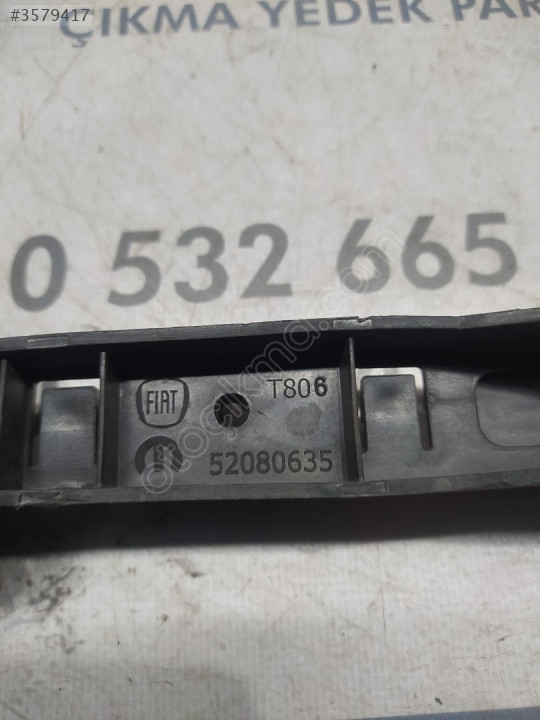 #3579417
ÇIKMA YEDEK PAR
0 532 665
FIAT
T806
52080635